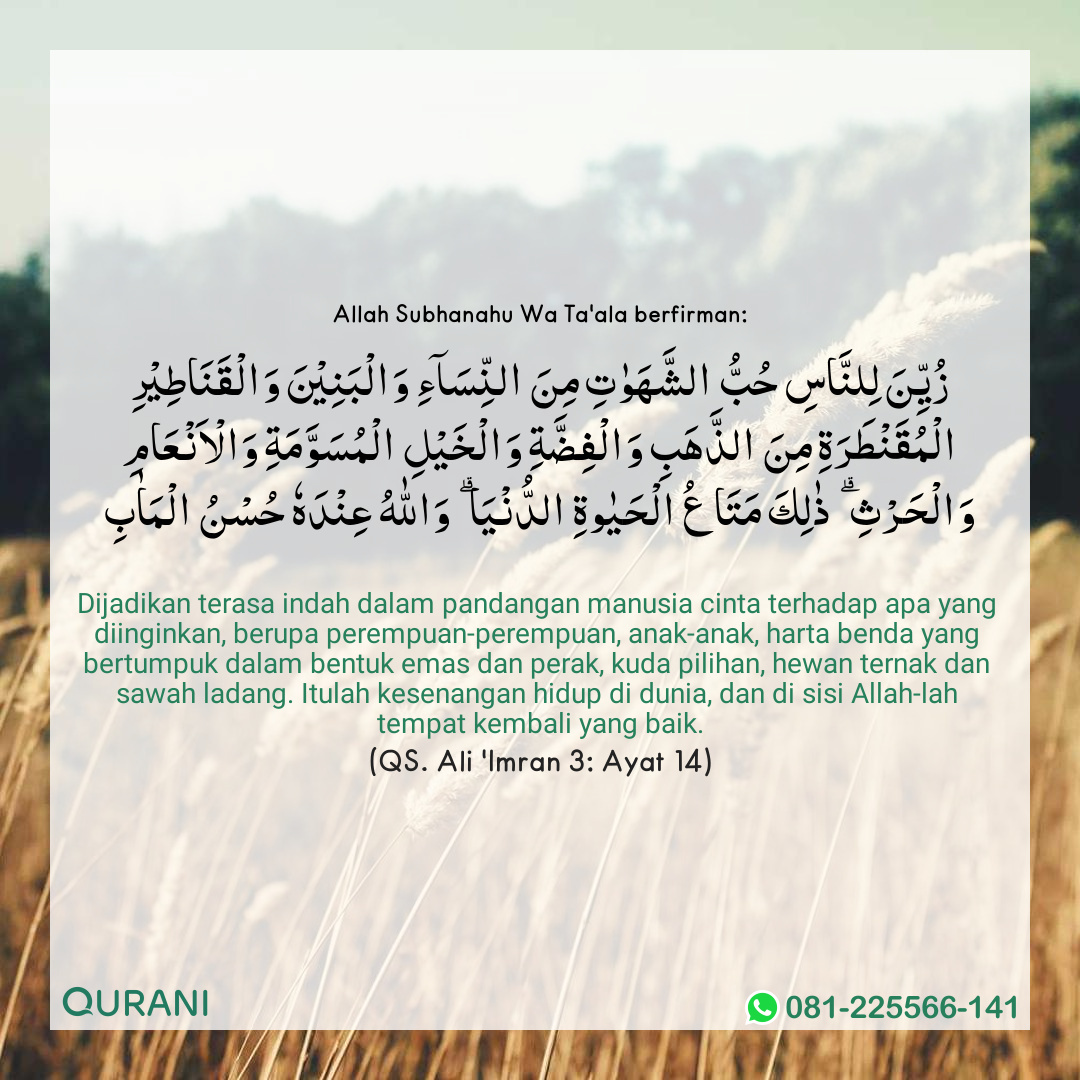 Allah Subhanahu Wa Ta'ala berfirman:
زُيِّنَ لِلنَّاسِ حُبُّ الشَّهَوٰتِ مِنَ النِّسَآءِ وَالْبَنِيْنَ وَالْقَنَاطِيْرِ
الْمُقَنْطَرَةِ مِنَ الذَّهَبِ وَالْفِضَّةِ وَالْخَيْلِ الْمُسَوَّمَةِ وَالْاَنْعَامِ
وَالْحَرْثِ ۗ ذٰلِكَ مَتَاعُ الْحَيٰوةِ الدُّنْيَا ۗ وَاللّٰهُ عِنْدَهٗ حُسْنُ الْمَاٰبِ
Dijadikan terasa indah dalam pandangan manusia cinta terhadap apa yang
diinginkan, berupa perempuan-perempuan, anak-anak, harta benda yang
bertumpuk dalam bentuk emas dan perak, kuda pilihan, hewan ternak dan
sawah ladang. Itulah kesenangan hidup di dunia, dan di sisi Allah-lah
tempat kembali yang baik.
(QS. Ali 'Imran 3: Ayat 14)
QURANI
081-225566-141